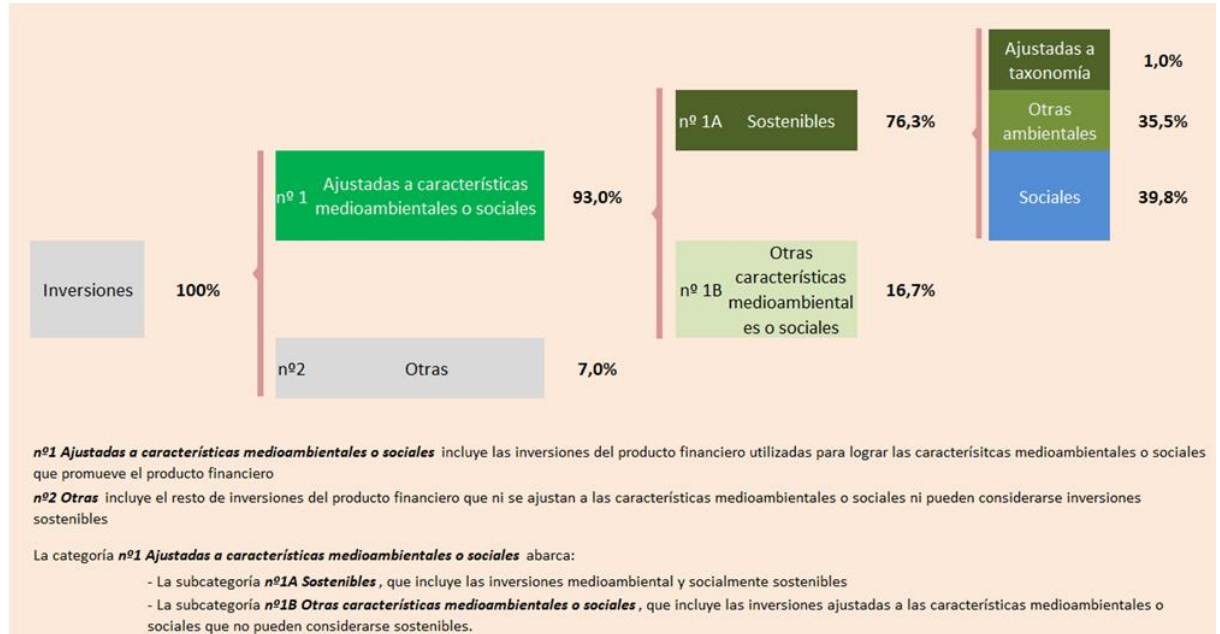 Ajustadas a
taxonomía
1,0%
nº 1A Sostenibles 76,3%
Otras
ambientales
35,5%
nº 1 Ajustadas a características
medioambientales o sociales
93,0%
Sociales 39,8%
Inversiones 100%
nº 1B Otras
características
medioambiental
es o sociales
16,7%
nº2 Otras 7,0%
nº1 Ajustadas a características medioambientales o sociales incluye las inversiones del producto financiero utilizadas para lograr las caracterísitcas medioambientales o sociales
que promueve el producto financiero
nº2 Otras incluye el resto de inversiones del producto financiero que ni se ajustan a las características medioambientales o sociales ni pueden considerarse inversiones
sostenibles
La categoría nº1 Ajustadas a características medioambientales o sociales abarca:
- La subcategoría nº1A Sostenibles, que incluye las inversiones medioambiental y socialmente sostenibles
- La subcategoría nº1B Otras características medioambientales o sociales, que incluye las inversiones ajustadas a las características medioambientales o
sociales que no pueden considerarse sostenibles.